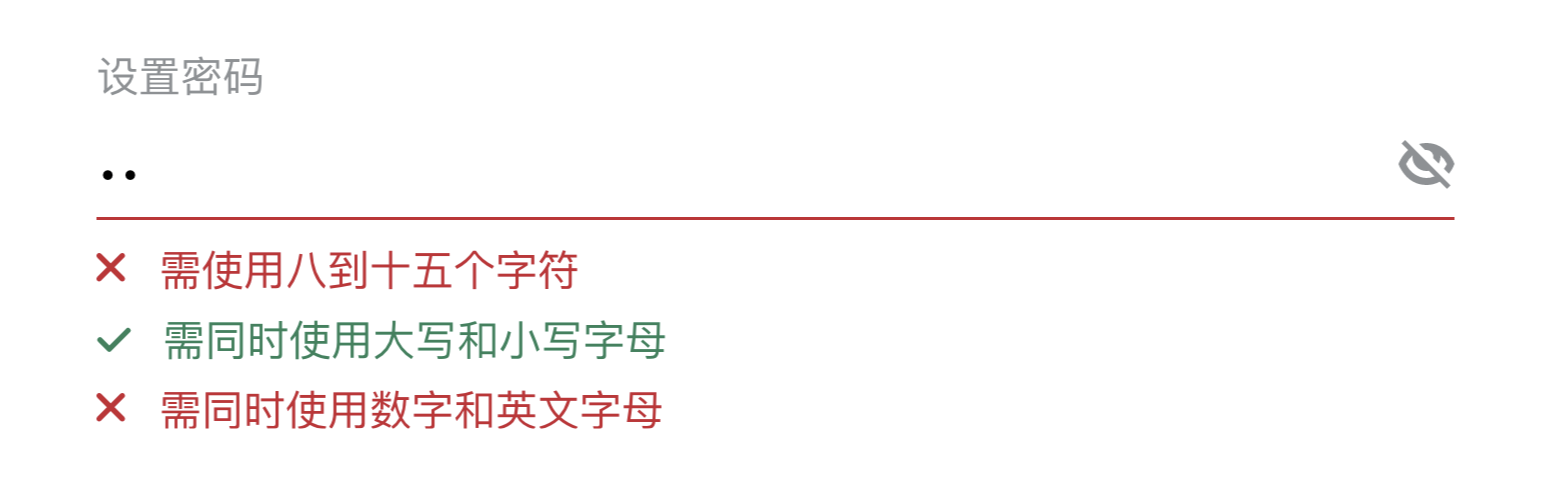 设置密码
••
需使用八到十五个字符
需同时使用大写和小写字母
需同时使用数字和英文字母